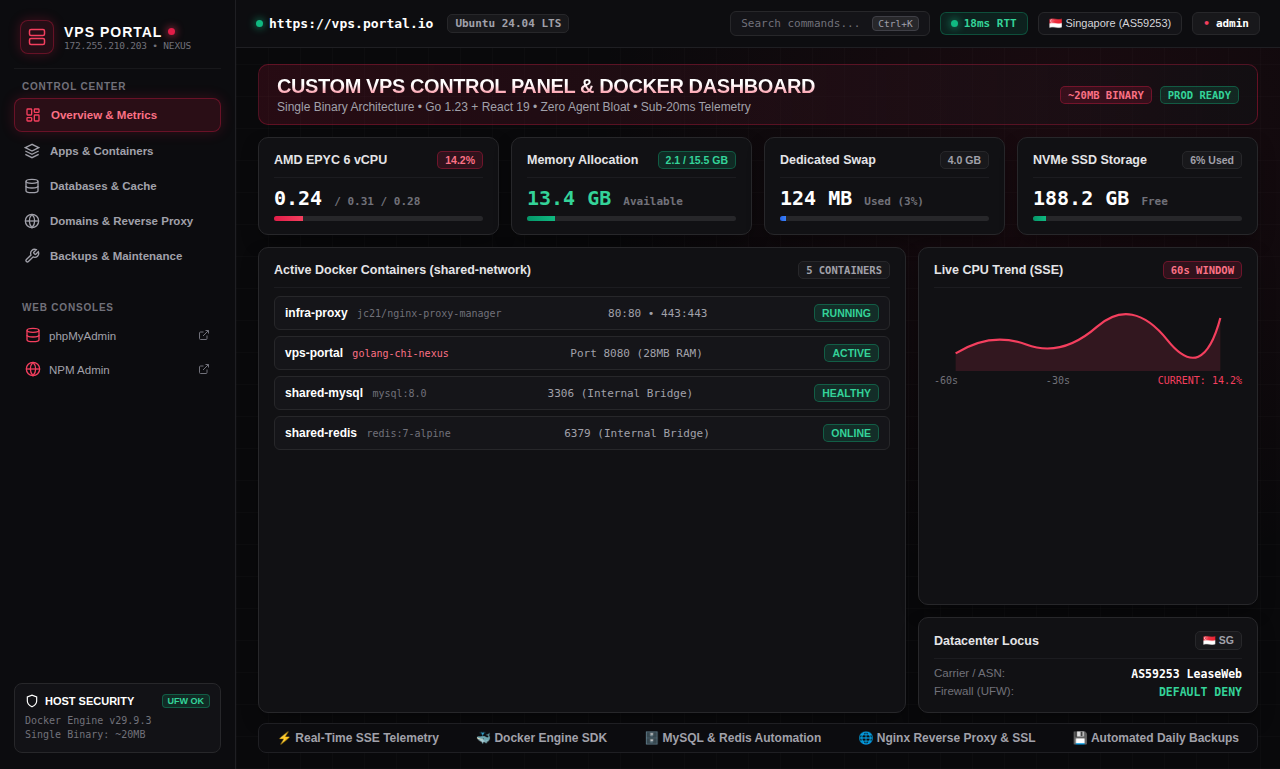 VPS PORTAL
172.255.210.203 • NEXUS
CONTROL CENTER
Overview & Metrics
Apps & Containers
Databases & Cache
Domains & Reverse Proxy
Backups & Maintenance
WEB CONSOLES
phpMyAdmin
NPM Admin
HOST SECURITY UFW OK
Docker Engine v29.9.3
Single Binary: ~20MB
https://vps.portal.io Ubuntu 24.04 LTS Search commands... Ctrl+K 18ms RTT 🇸🇬 Singapore (AS59253) admin
CUSTOM VPS CONTROL PANEL & DOCKER DASHBOARD
Single Binary Architecture • Go 1.23 + React 19 • Zero Agent Bloat • Sub-20ms Telemetry
~20MB BINARY PROD READY
AMD EPYC 6 vCPU 14.2%
0.24 / 0.31 / 0.28
Memory Allocation 2.1 / 15.5 GB
13.4 GB Available
Dedicated Swap 4.0 GB
124 MB Used (3%)
NVMe SSD Storage 6% Used
188.2 GB Free
Active Docker Containers (shared-network) 5 CONTAINERS
infra-proxy jc21/nginx-proxy-manager 80:80 • 443:443 RUNNING
vps-portal golang-chi-nexus Port 8080 (28MB RAM) ACTIVE
shared-mysql mysql:8.0 3306 (Internal Bridge) HEALTHY
shared-redis redis:7-alpine 6379 (Internal Bridge) ONLINE
Live CPU Trend (SSE) 60s WINDOW
-60s -30s CURRENT: 14.2%
Datacenter Locus 🇸🇬 SG
Carrier / ASN: AS59253 LeaseWeb
Firewall (UFW): DEFAULT DENY
⚡ Real-Time SSE Telemetry 🐳 Docker Engine SDK 🗄️ MySQL & Redis Automation 🌐 Nginx Reverse Proxy & SSL 💾 Automated Daily Backups